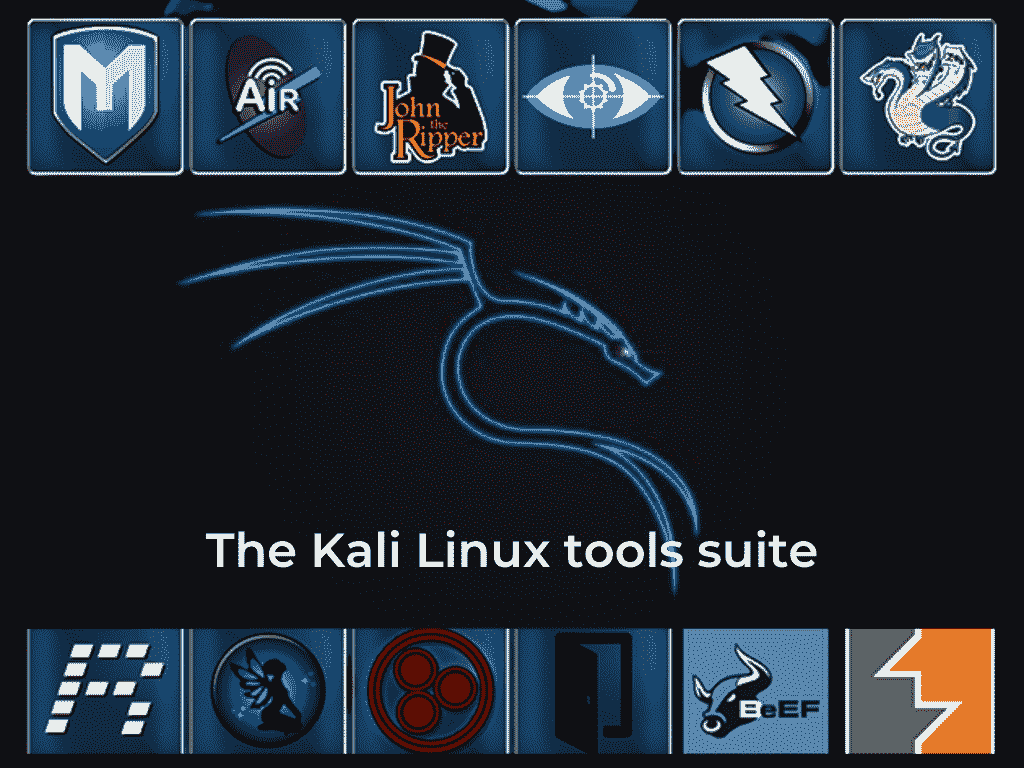 M
AiR
John
the
Ripper
The Kali Linux tools suite
R
BeEF